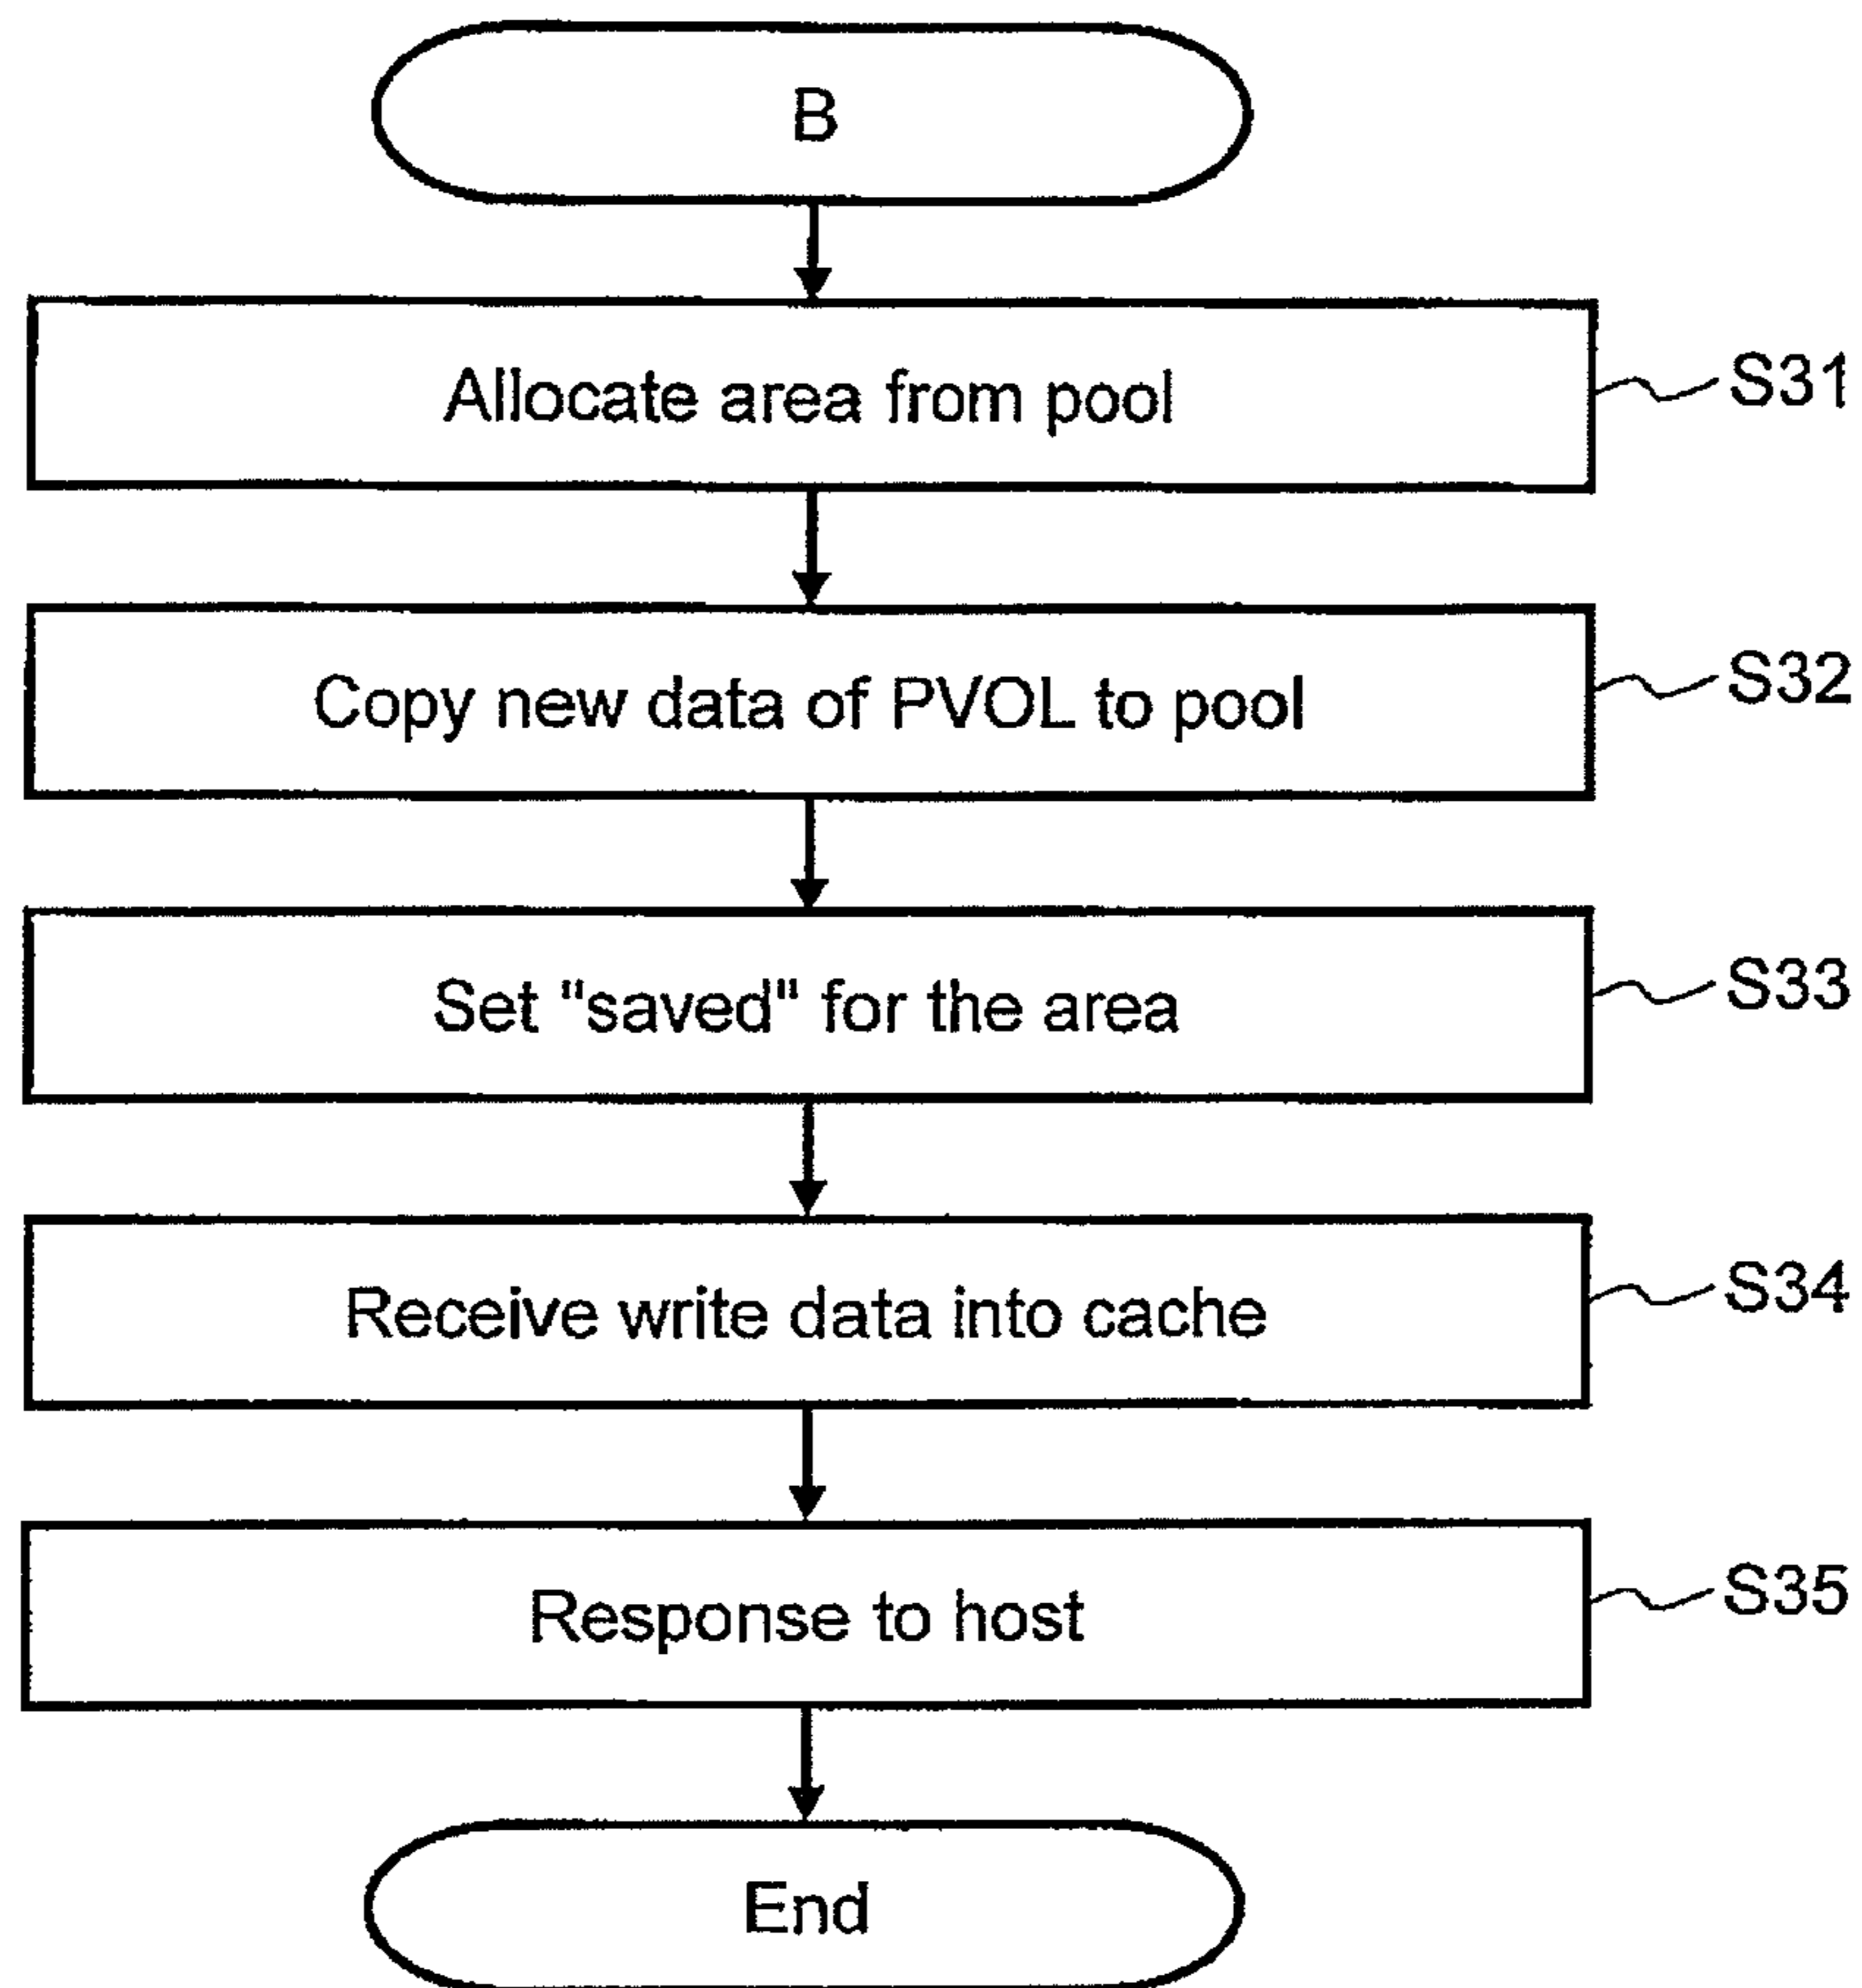 B
Allocate area from pool
S31
Copy new data of PVOL to pool
S32
Set "saved" for the area
S33
Receive write data into cache
S34
Response to host
S35
End